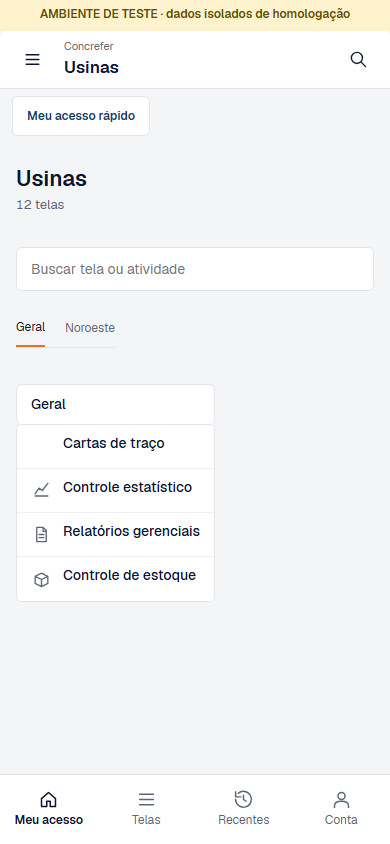 AMBIENTE DE TESTE · dados isolados de homologação
Concrefer
Usinas
Meu acesso rápido
Usinas
12 telas
Buscar tela ou atividade
Geral
Noroeste
Geral
Cartas de traço
Controle estatístico
Relatórios gerenciais
Controle de estoque
Meu acesso
Telas
Recentes
Conta